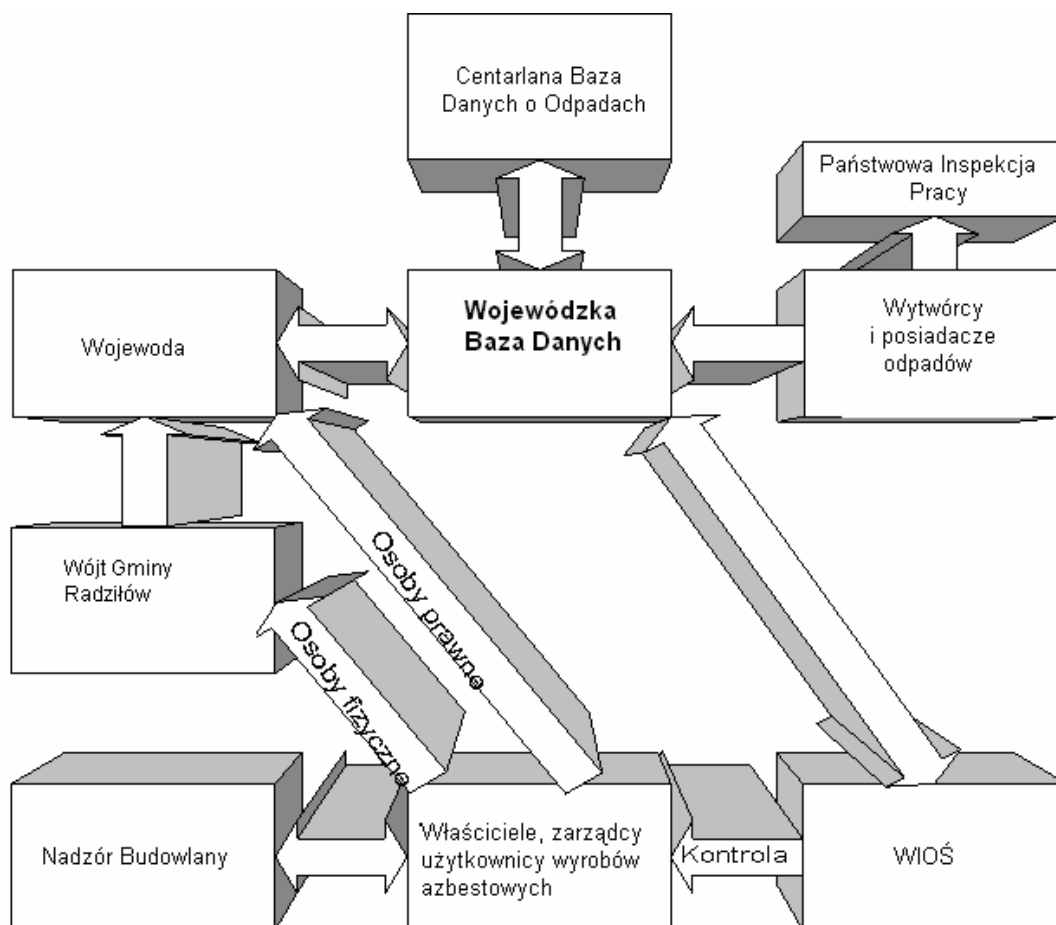 Centarlana Baza
Danych o Odpadach
Państwowa Inspekcja
Pracy
Wojewoda
Wojewódzka
Baza Danych
Wytwórcy
i posiadacze
odpadów
Wójt Gminy
Radziłów
Osoby prawne
Osoby fizyczne
Nadzór Budowlany
Właściciele, zarządcy
użytkownicy wyrobów
azbestowych
Kontrola
WIOŚ